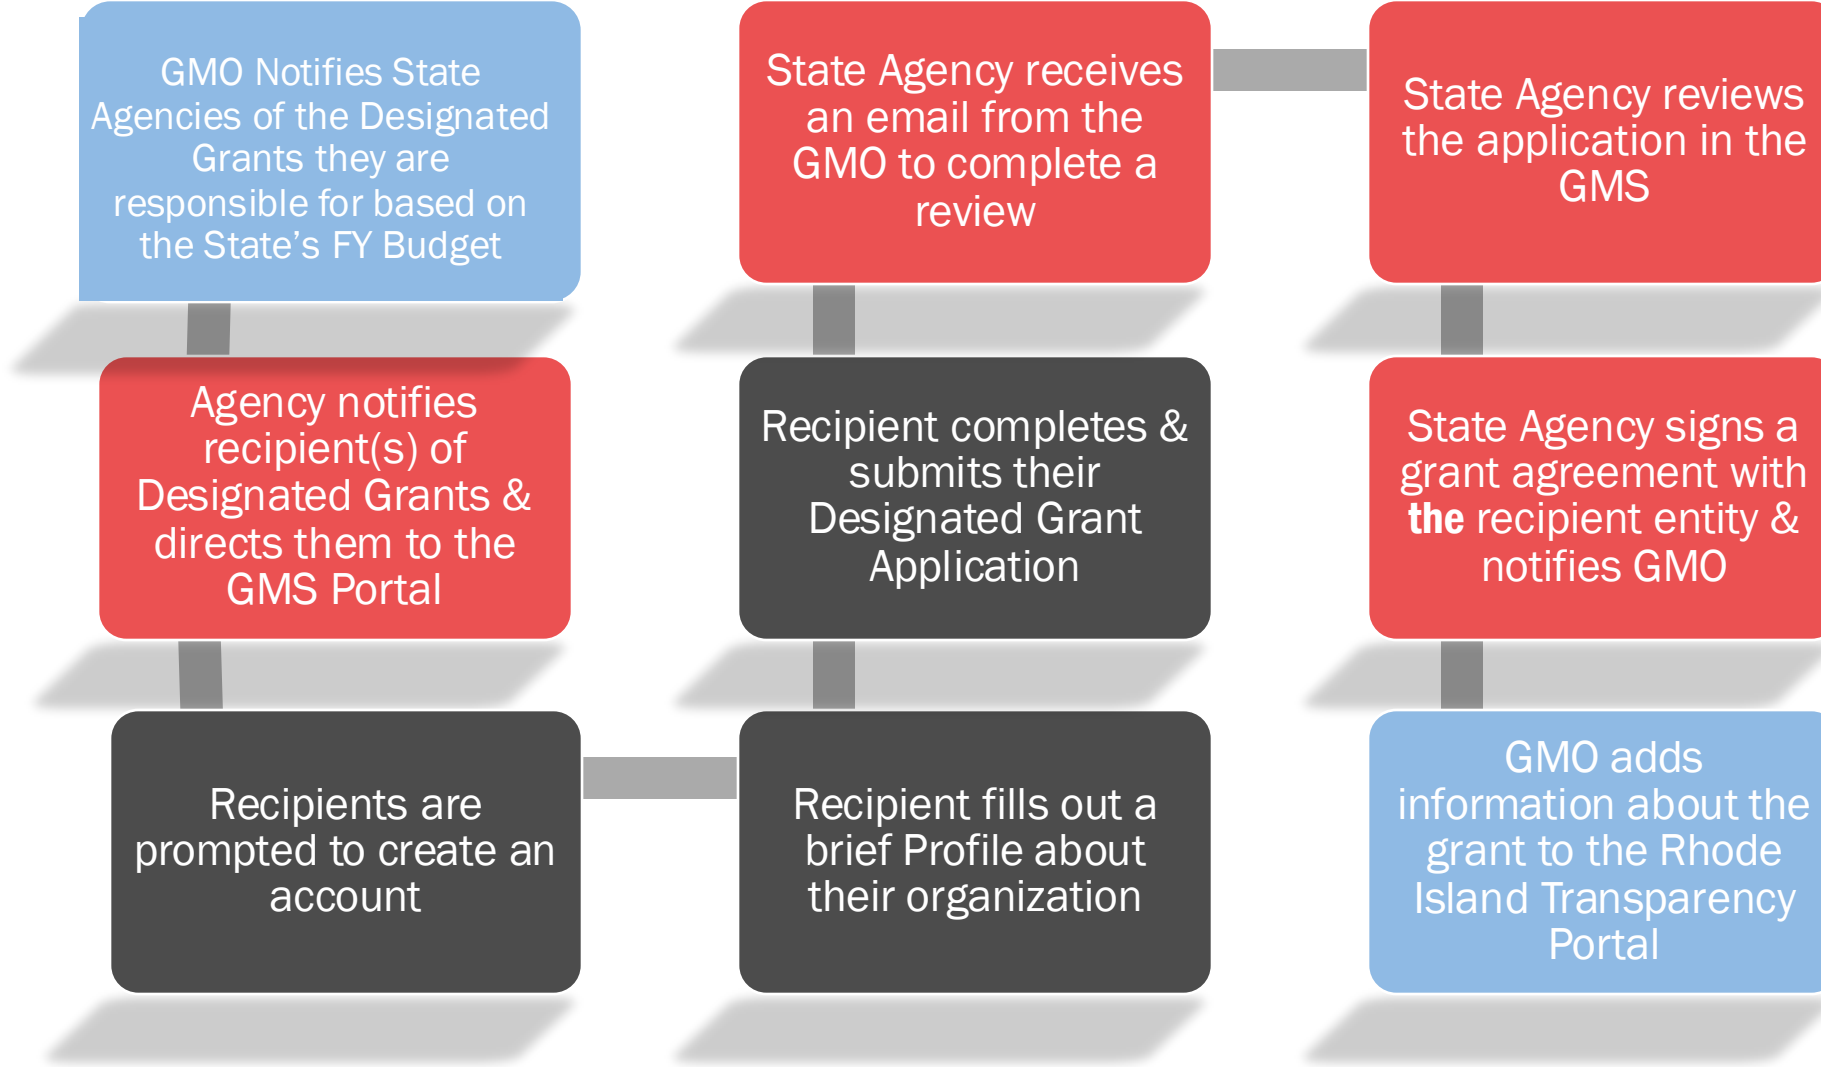 GMO Notifies State
Agencies of the Designated
Grants they are
responsible for based on
the State’s FY Budget
Agency notifies
recipient(s) of
Designated Grants &
directs them to the
GMS Portal
Recipients are
prompted to create an
account
Recipient fills out a
brief Profile about
their organization
Recipient completes &
submits their
Designated Grant
Application
State Agency receives
an email from the
GMO to complete a
review
State Agency reviews
the application in the
GMS
State Agency signs a
grant agreement with
the recipient entity &
notifies GMO
GMO adds
information about the
grant to the Rhode
Island Transparency
Portal